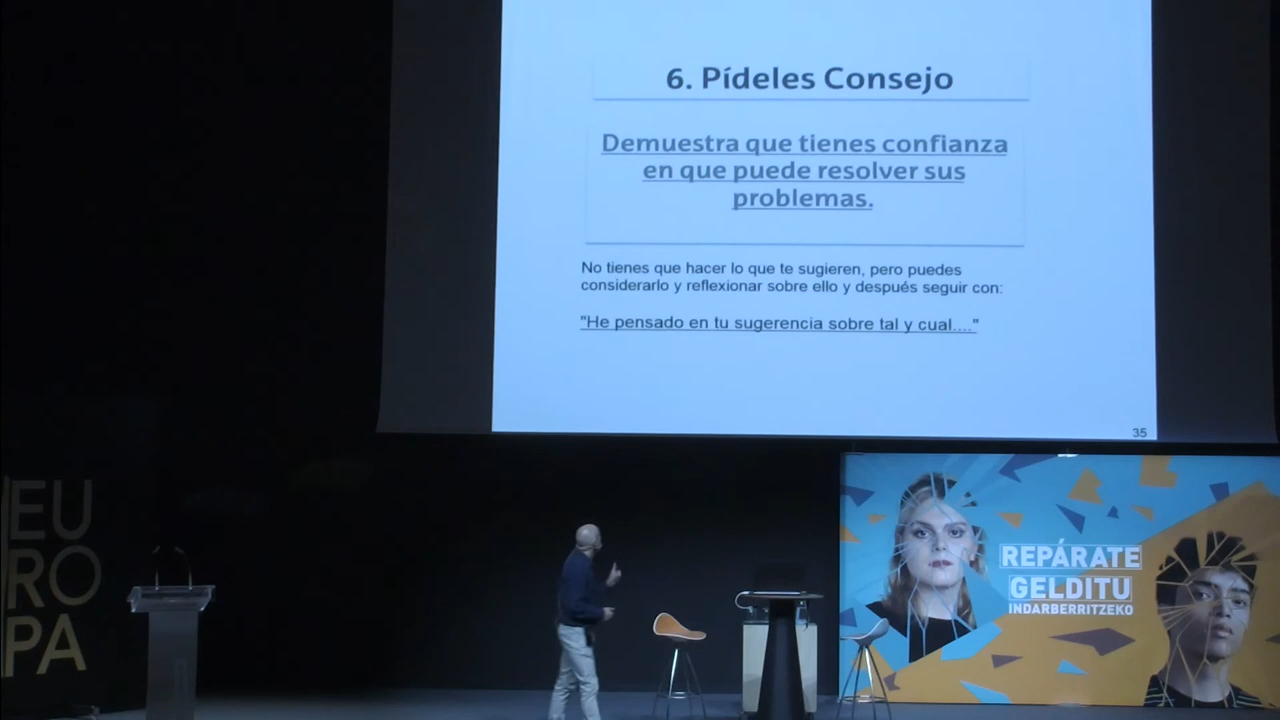 6. Pídeles Consejo
Demuestra que tienes confianza
en que puede resolver sus
problemas.
No tienes que hacer lo que te sugieren, pero puedes
considerarlo y reflexionar sobre ello y después seguir con:
"He pensado en tu sugerencia sobre tal y cual...."
35
EU
RO
PA
REPÁRATE
GELDITU
INDARBERRITZEKO